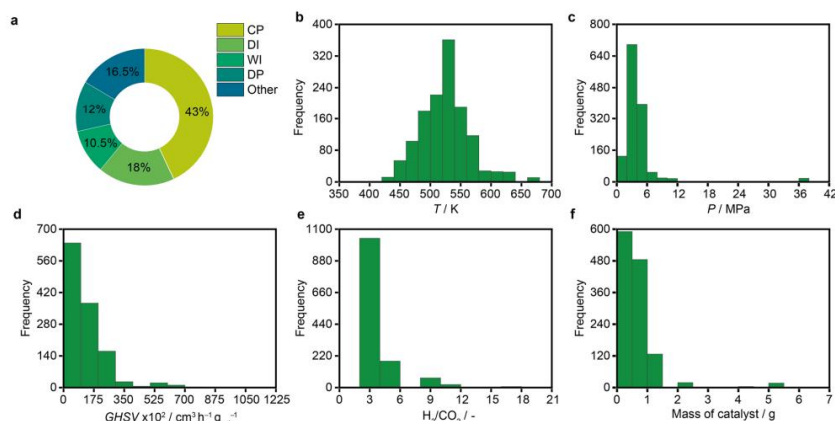 a
CP
DI
WI
DP
Other
16.5%
43%
12%
10.5%
18%
b
Frequency
400
320
240
160
80
0
350 400 450 500 550 600 650 700
T / K
c
Frequency
800
640
480
320
160
0
0 6 12 18 24 30 36 42
P / MPa
d
Frequency
700
560
420
280
140
0
0 175 350 525 700 875 1050 1225
GHSV x10² / cm³ h⁻¹ g ⁻¹
e
Frequency
1100
880
660
440
220
0
0 3 6 9 12 15 18 21
H₂/CO₂ / -
f
Frequency
600
480
360
240
120
0
0 1 2 3 4 5 6 7
Mass of catalyst / g